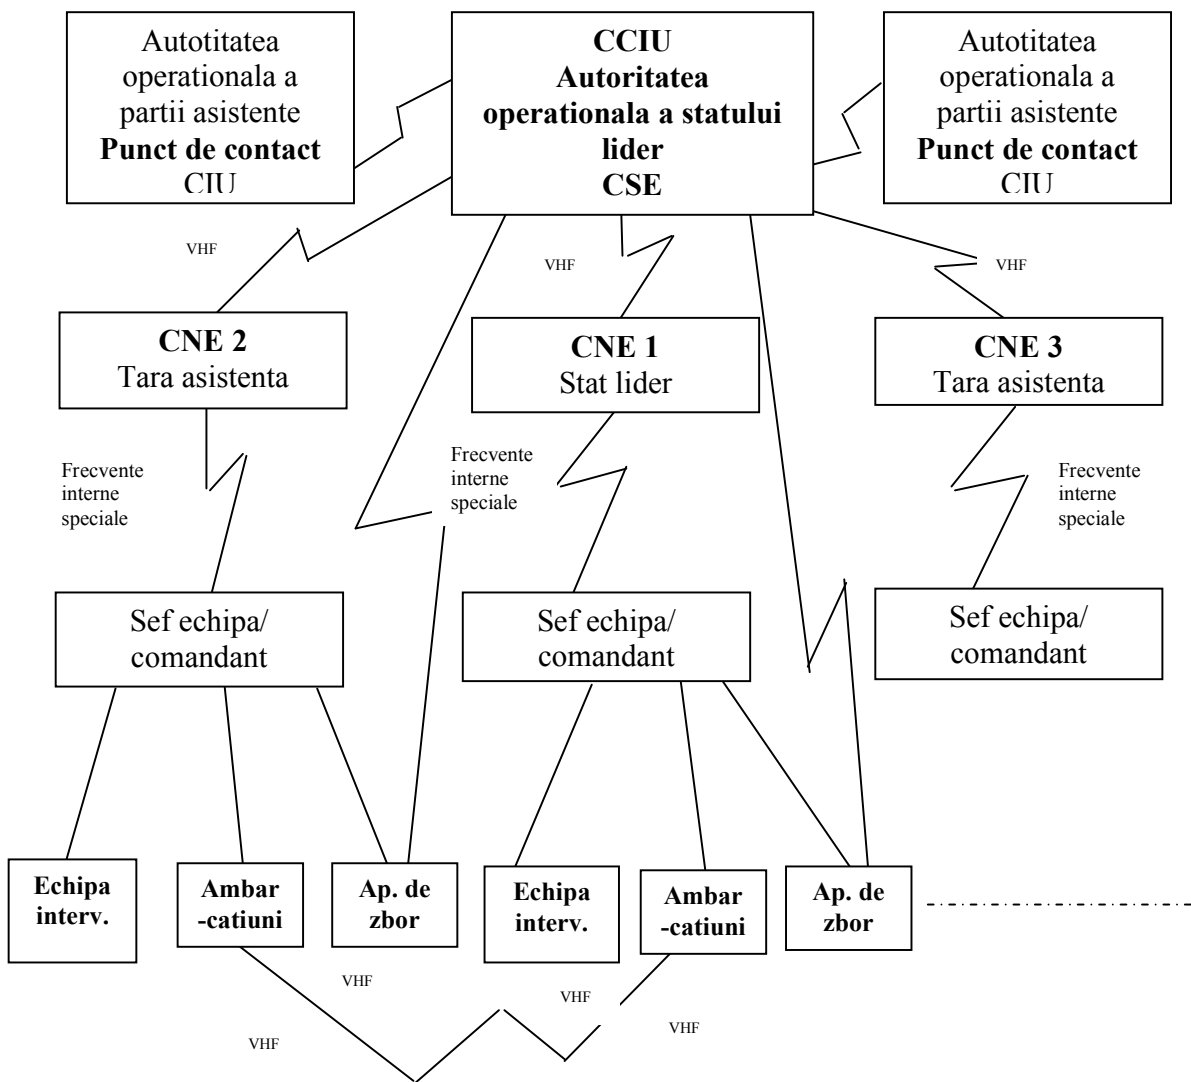 Autotitatea
operationala a
partii asistente
Punct de contact
CIU
CCIU
Autoritatea
operationala a statului
lider
CSE
Autotitatea
operationala a
partii asistente
Punct de contact
CIU
VHF
VHF
VHF
CNE 2
Tara asistenta
CNE 1
Stat lider
CNE 3
Tara asistenta
Frecvente
interne
speciale
Frecvente
interne
speciale
Frecvente
interne
speciale
Sef echipa/
comandant
Sef echipa/
comandant
Sef echipa/
comandant
Echipa
interv.
Ambar
-catiuni
Ap. de
zbor
Echipa
interv.
Ambar
-catiuni
Ap. de
zbor
VHF
VHF
VHF
VHF